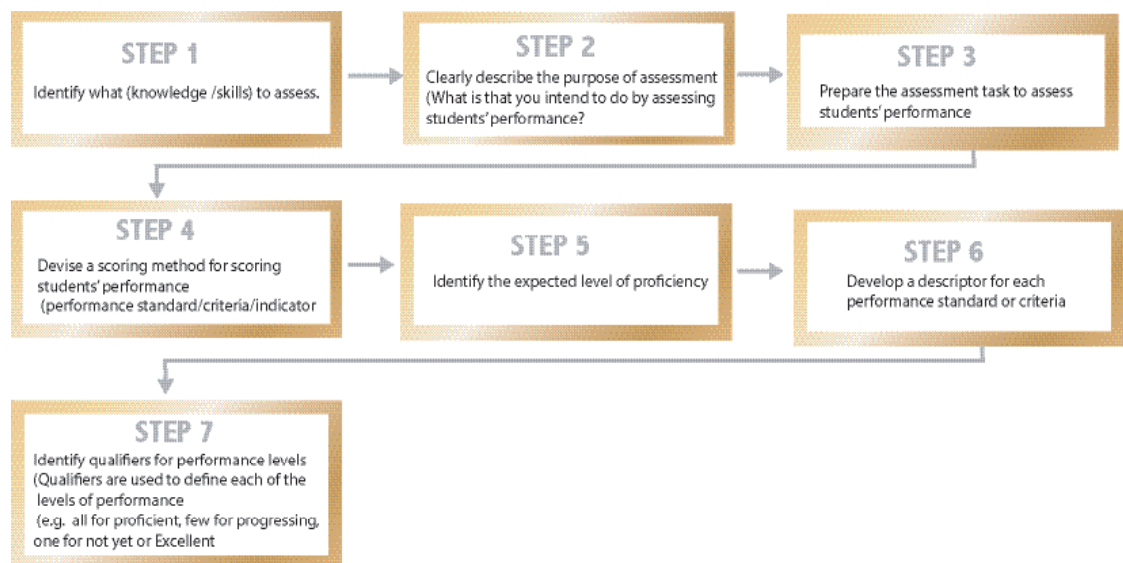 STEP 1
Identify what (knowledge /skills) to assess.
STEP 2
Clearly describe the purpose of assessment
(What is that you intend to do by assessing
students' performance?
STEP 3
Prepare the assessment task to assess
students' performance
STEP 4
Devise a scoring method for scoring
students' performance
(performance standard/criteria/indicator
STEP 5
Identify the expected level of proficiency
STEP 6
Develop a descriptor for each
performance standard or criteria
STEP 7
Identify qualifiers for performance levels
(Qualifiers are used to define each of the
levels of performance
(e.g. all for proficient, few for progressing,
one for not yet or Excellent